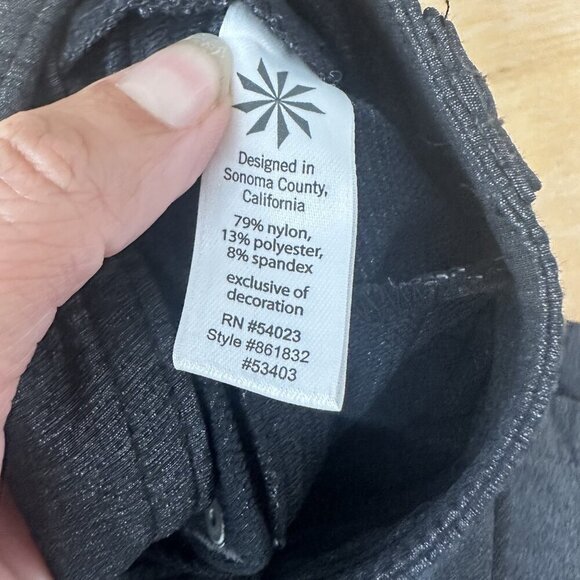 Designed in
Sonoma County,
California
79% nylon,
13% polyester,
8% spandex
exclusive of
decoration
RN #54023
Style #861832
#53403